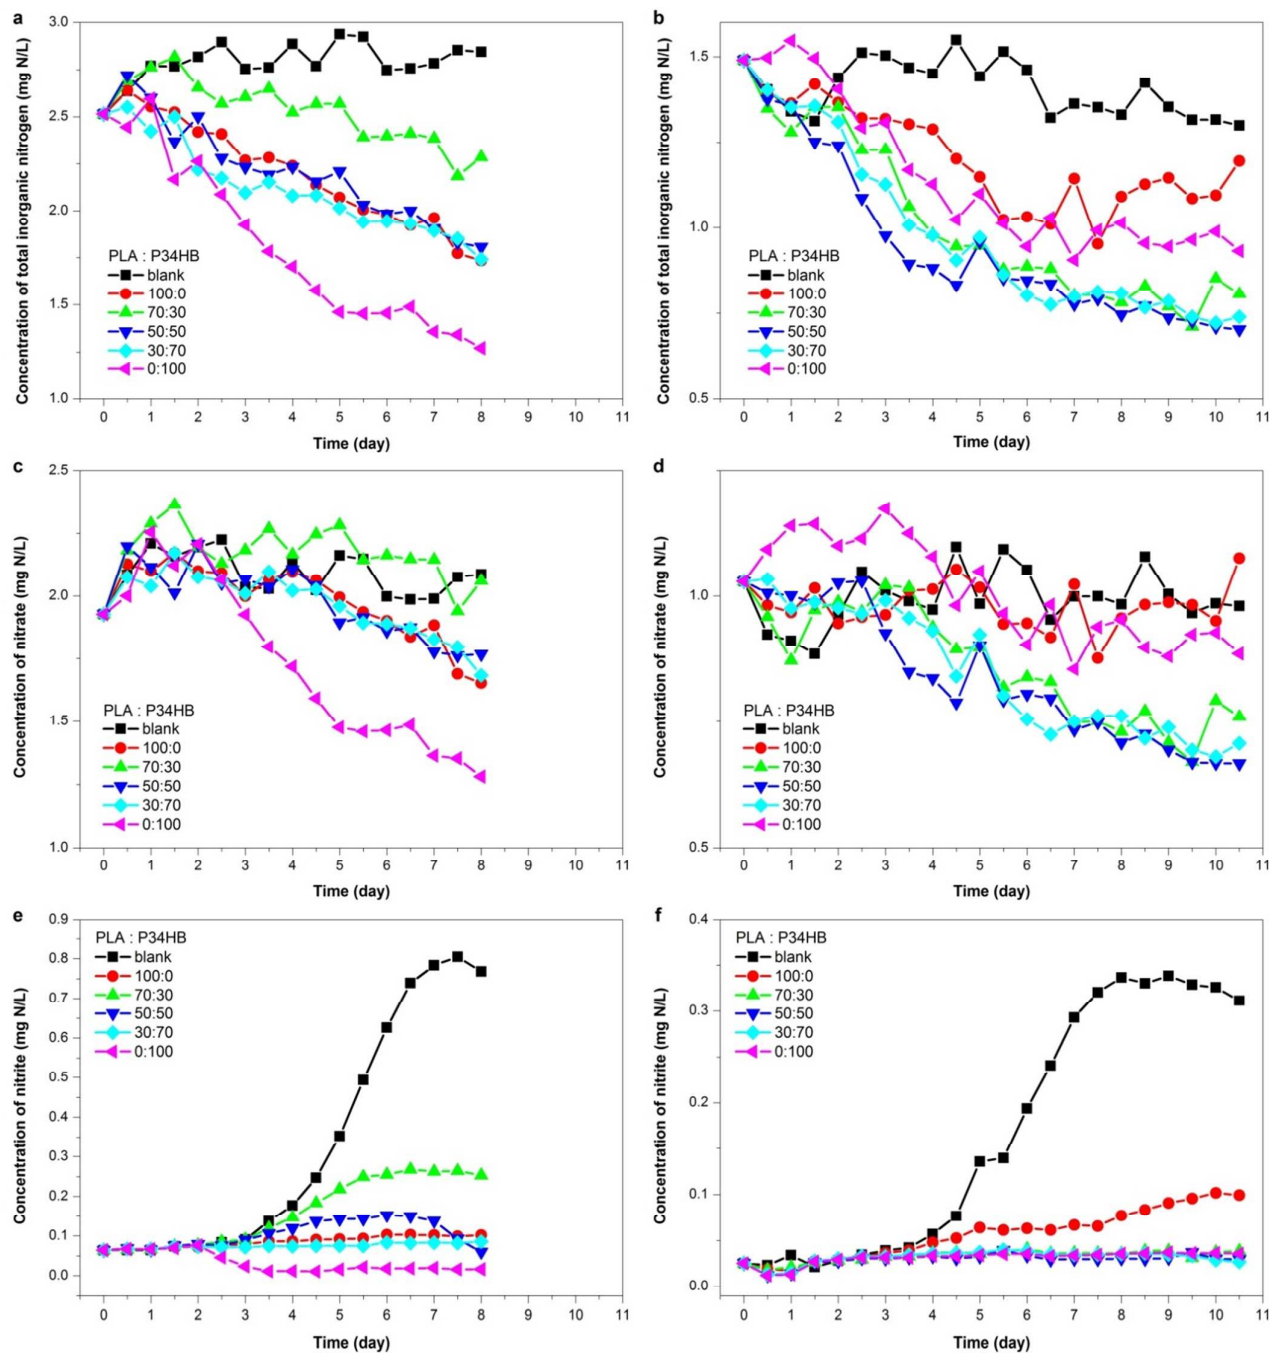 a
Concentration of total inorganic nitrogen (mg N/L)
3.0
2.5
2.0
1.5
1.0
PLA : P34HB
blank
100:0
70:30
50:50
30:70
0:100
0 1 2 3 4 5 6 7 8 9 10 11
Time (day)
b
Concentration of total inorganic nitrogen (mg N/L)
1.5
1.0
0.5
PLA : P34HB
blank
100:0
70:30
50:50
30:70
0:100
0 1 2 3 4 5 6 7 8 9 10 11
Time (day)
c
Concentration of nitrate (mg N/L)
2.5
2.0
1.5
1.0
PLA : P34HB
blank
100:0
70:30
50:50
30:70
0:100
0 1 2 3 4 5 6 7 8 9 10 11
Time (day)
d
Concentration of nitrate (mg N/L)
1.0
0.5
PLA : P34HB
blank
100:0
70:30
50:50
30:70
0:100
0 1 2 3 4 5 6 7 8 9 10 11
Time (day)
e
Concentration of nitrite (mg N/L)
0.9
0.8
0.7
0.6
0.5
0.4
0.3
0.2
0.1
0.0
PLA : P34HB
blank
100:0
70:30
50:50
30:70
0:100
0 1 2 3 4 5 6 7 8 9 10 11
Time (day)
f
Concentration of nitrite (mg N/L)
0.4
0.3
0.2
0.1
0.0
PLA : P34HB
blank
100:0
70:30
50:50
30:70
0:100
0 1 2 3 4 5 6 7 8 9 10 11
Time (day)